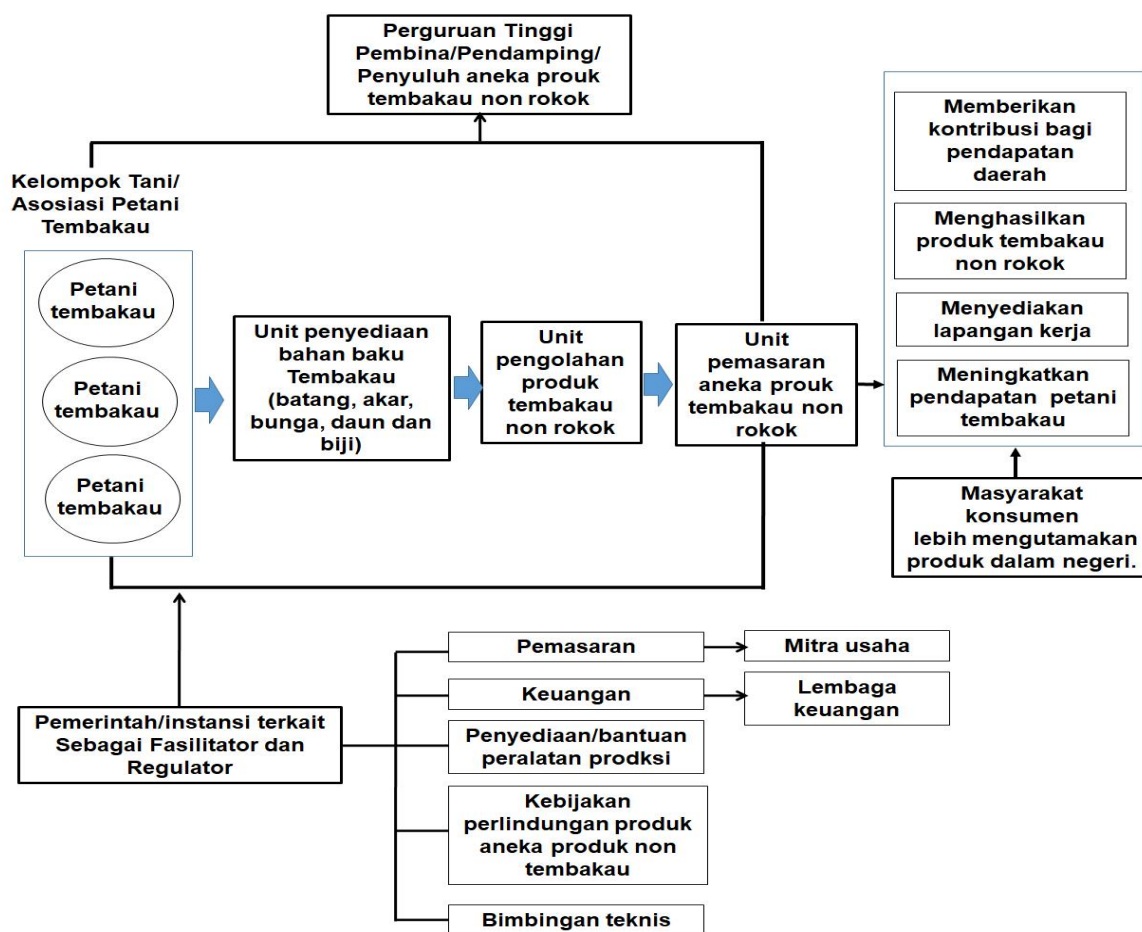 Perguruan Tinggi
Pembina/Pendamping/
Penyuluh aneka prouk
tembakau non rokok
Kelompok Tani/
Asosiasi Petani
Tembakau
Petani
tembakau
Petani
tembakau
Petani
tembakau
Unit penyediaan
bahan baku
Tembakau
(batang, akar,
bunga, daun dan
biji)
Unit
pengolahan
produk
tembakau
non rokok
Unit
pemasaran
aneka prouk
tembakau non
rokok
Memberikan
kontribusi bagi
pendapatan
daerah
Menghasilkan
produk tembakau
non rokok
Menyediakan
lapangan kerja
Meningkatkan
pendapatan petani
tembakau
Masyarakat
konsumen
lebih mengutamakan
produk dalam negeri.
Pemerintah/instansi terkait
Sebagai Fasilitator dan
Regulator
Pemasaran
Mitra usaha
Keuangan
Lembaga
keuangan
Penyediaan/bantuan
peralatan prodksi
Kebijakan
perlindungan produk
aneka produk non
tembakau
Bimbingan teknis